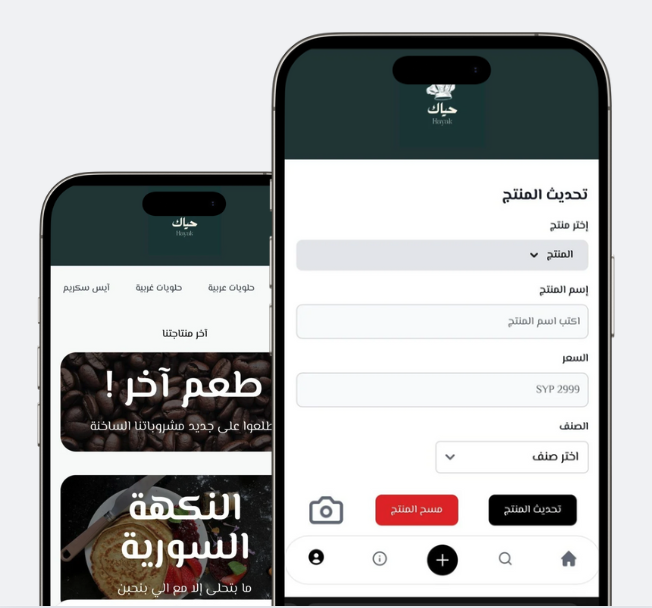 حياك
Hayak
تحديث المنتج
إختر منتج
المنتج
إسم المنتج
اكتب اسم المنتج
السعر
SYP 2999
الصنف
اختر صنف
تحديث المنتج
مسح المنتج
حياك
Hayak
حلويات عربية
حلويات غربية
آيس سكريم
آخر منتاجتنا
طعم آخر !
طلعوا على جديد مشروباتنا الساخنة
النكهة
السورية
ما بتحلى إلا مع الي بتحبن